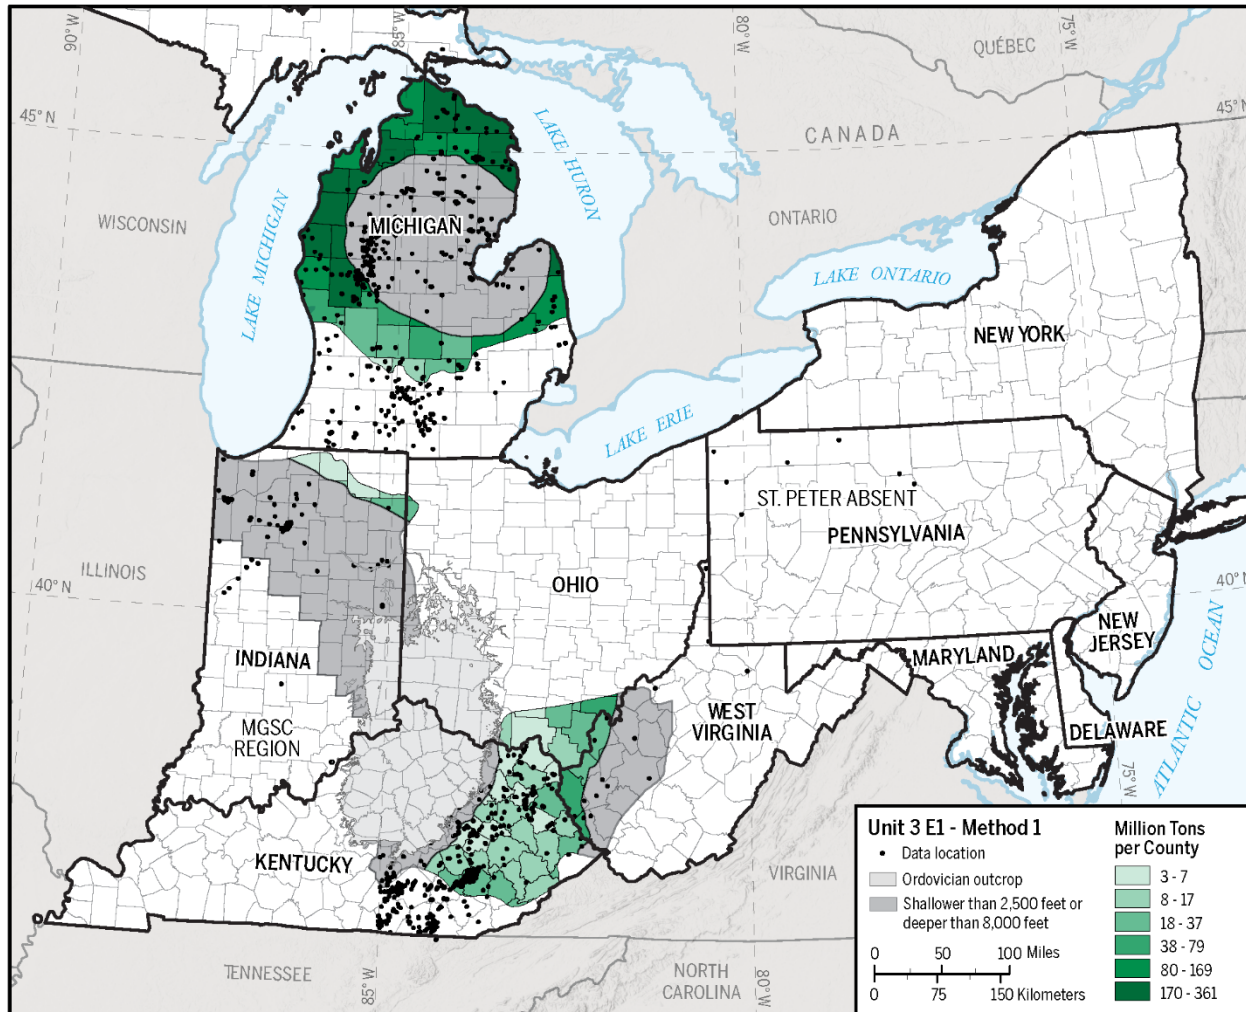 90° W
85° W
80° W
75° W
QUÉBEC
45° N
45° N
CANADA
LAKE HURON
WISCONSIN
MICHIGAN
ONTARIO
LAKE MICHIGAN
LAKE ONTARIO
NEW YORK
LAKE ERIE
ST. PETER ABSENT
PENNSYLVANIA
ILLINOIS
40° N
OHIO
40° N
NEW
JERSEY
INDIANA
MARYLAND
OCEAN
MGSC
REGION
WEST
VIRGINIA
DELAWARE
ATLANTIC
75° W
KENTUCKY
VIRGINIA
TENNESSEE
85° W
NORTH
CAROLINA
80° W
Unit 3 E1 - Method 1
Data location
Ordovician outcrop
Shallower than 2,500 feet or
deeper than 8,000 feet
0 50 100 Miles
0 75 150 Kilometers
Million Tons
per County
3 - 7
8 - 17
18 - 37
38 - 79
80 - 169
170 - 361